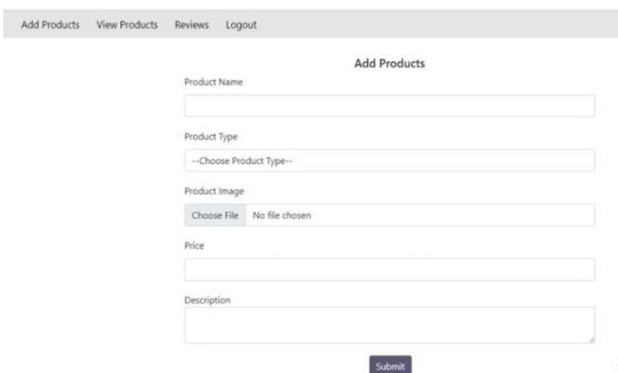 Add Products View Products Reviews Logout
Add Products
Product Name
Product Type
--Choose Product Type--
Product Image
Choose File No file chosen
Price
Description
Submit